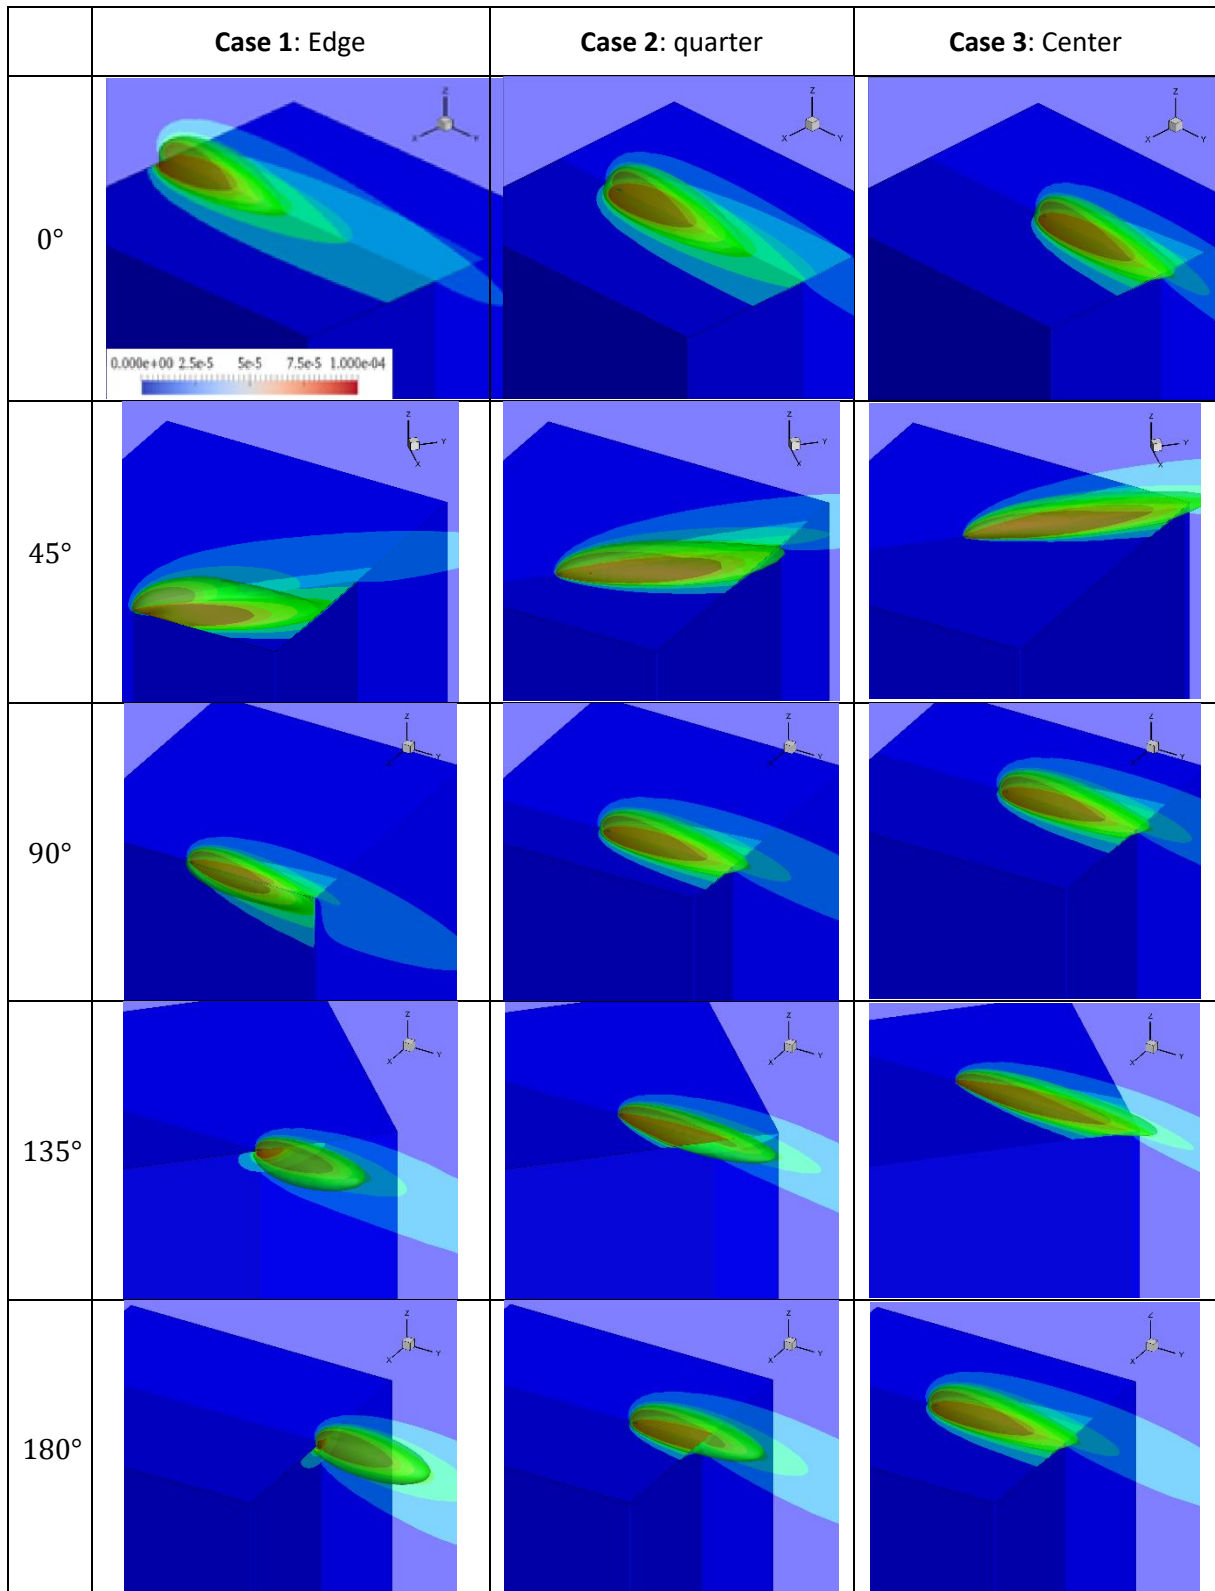 Case 1: Edge Case 2: quarter Case 3: Center
0°
Z X Y
Z X Y
Z X Y
0.000e+00 2.5e-5 5e-5 7.5e-5 1.000e-04
45°
Z Y X
Z Y X
Z Y X
90°
Z Y
Z X Y
Z X Y
135°
Z X Y
Z X Y
Z X Y
180°
Z X Y
Z X Y
Z X Y